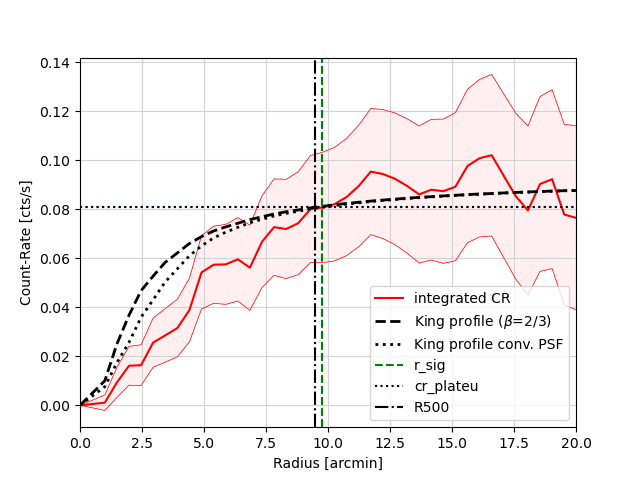 0.14
0.12
0.10
0.08
0.06
0.04
0.02
0.00
Count-Rate [cts/s]
integrated CR
King profile (β=2/3)
King profile conv. PSF
r_sig
cr_plateu
R500
0.0 2.5 5.0 7.5 10.0 12.5 15.0 17.5 20.0
Radius [arcmin]